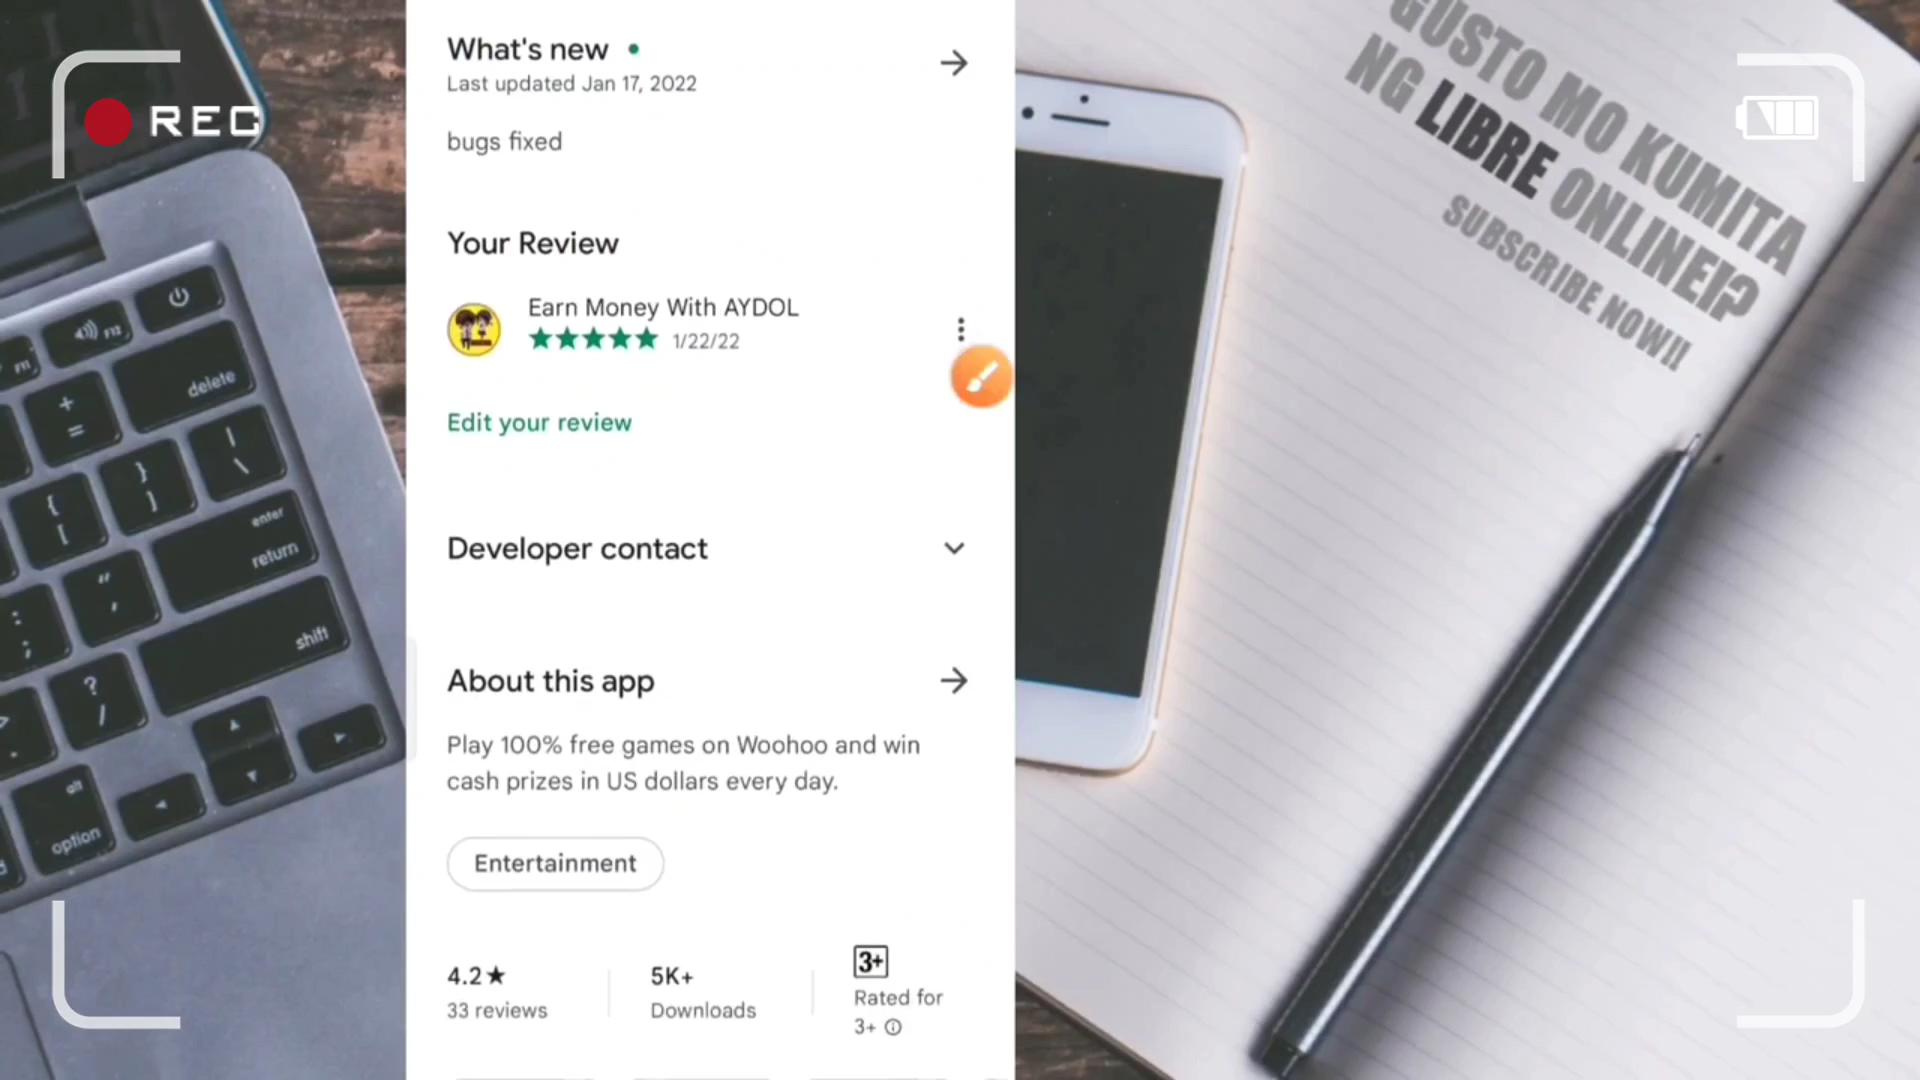 REC
What's new
Last updated Jan 17, 2022
bugs fixed
Your Review
Earn Money With AYDOL
1/22/22
Edit your review
Developer contact
About this app
Play 100% free games on Woohoo and win
cash prizes in US dollars every day.
Entertainment
4.2★
33 reviews
5K+
Downloads
3+
Rated for
3+
GUSTO MO KUMITA
NG LIBRE ONLINE!?
SUBSCRIBE NOW!!
F12
F11
delete
+
=
|
\
}
]
{
[
enter
return
"
,
:
;
shift
?
/
>
.
alt
option